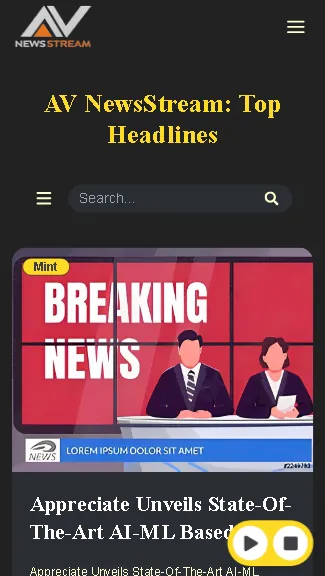 AV
NEWSSTREAM
AV NewsStream: Top
Headlines
Search...
Mint
BREAKING
NEWS
NEWS
LOREM IPSUM DOLOR SIT AMET
#2249793
Appreciate Unveils State-Of-
The-Art AI-ML Based
Appreciate Unveils State-Of-The-Art AI-ML